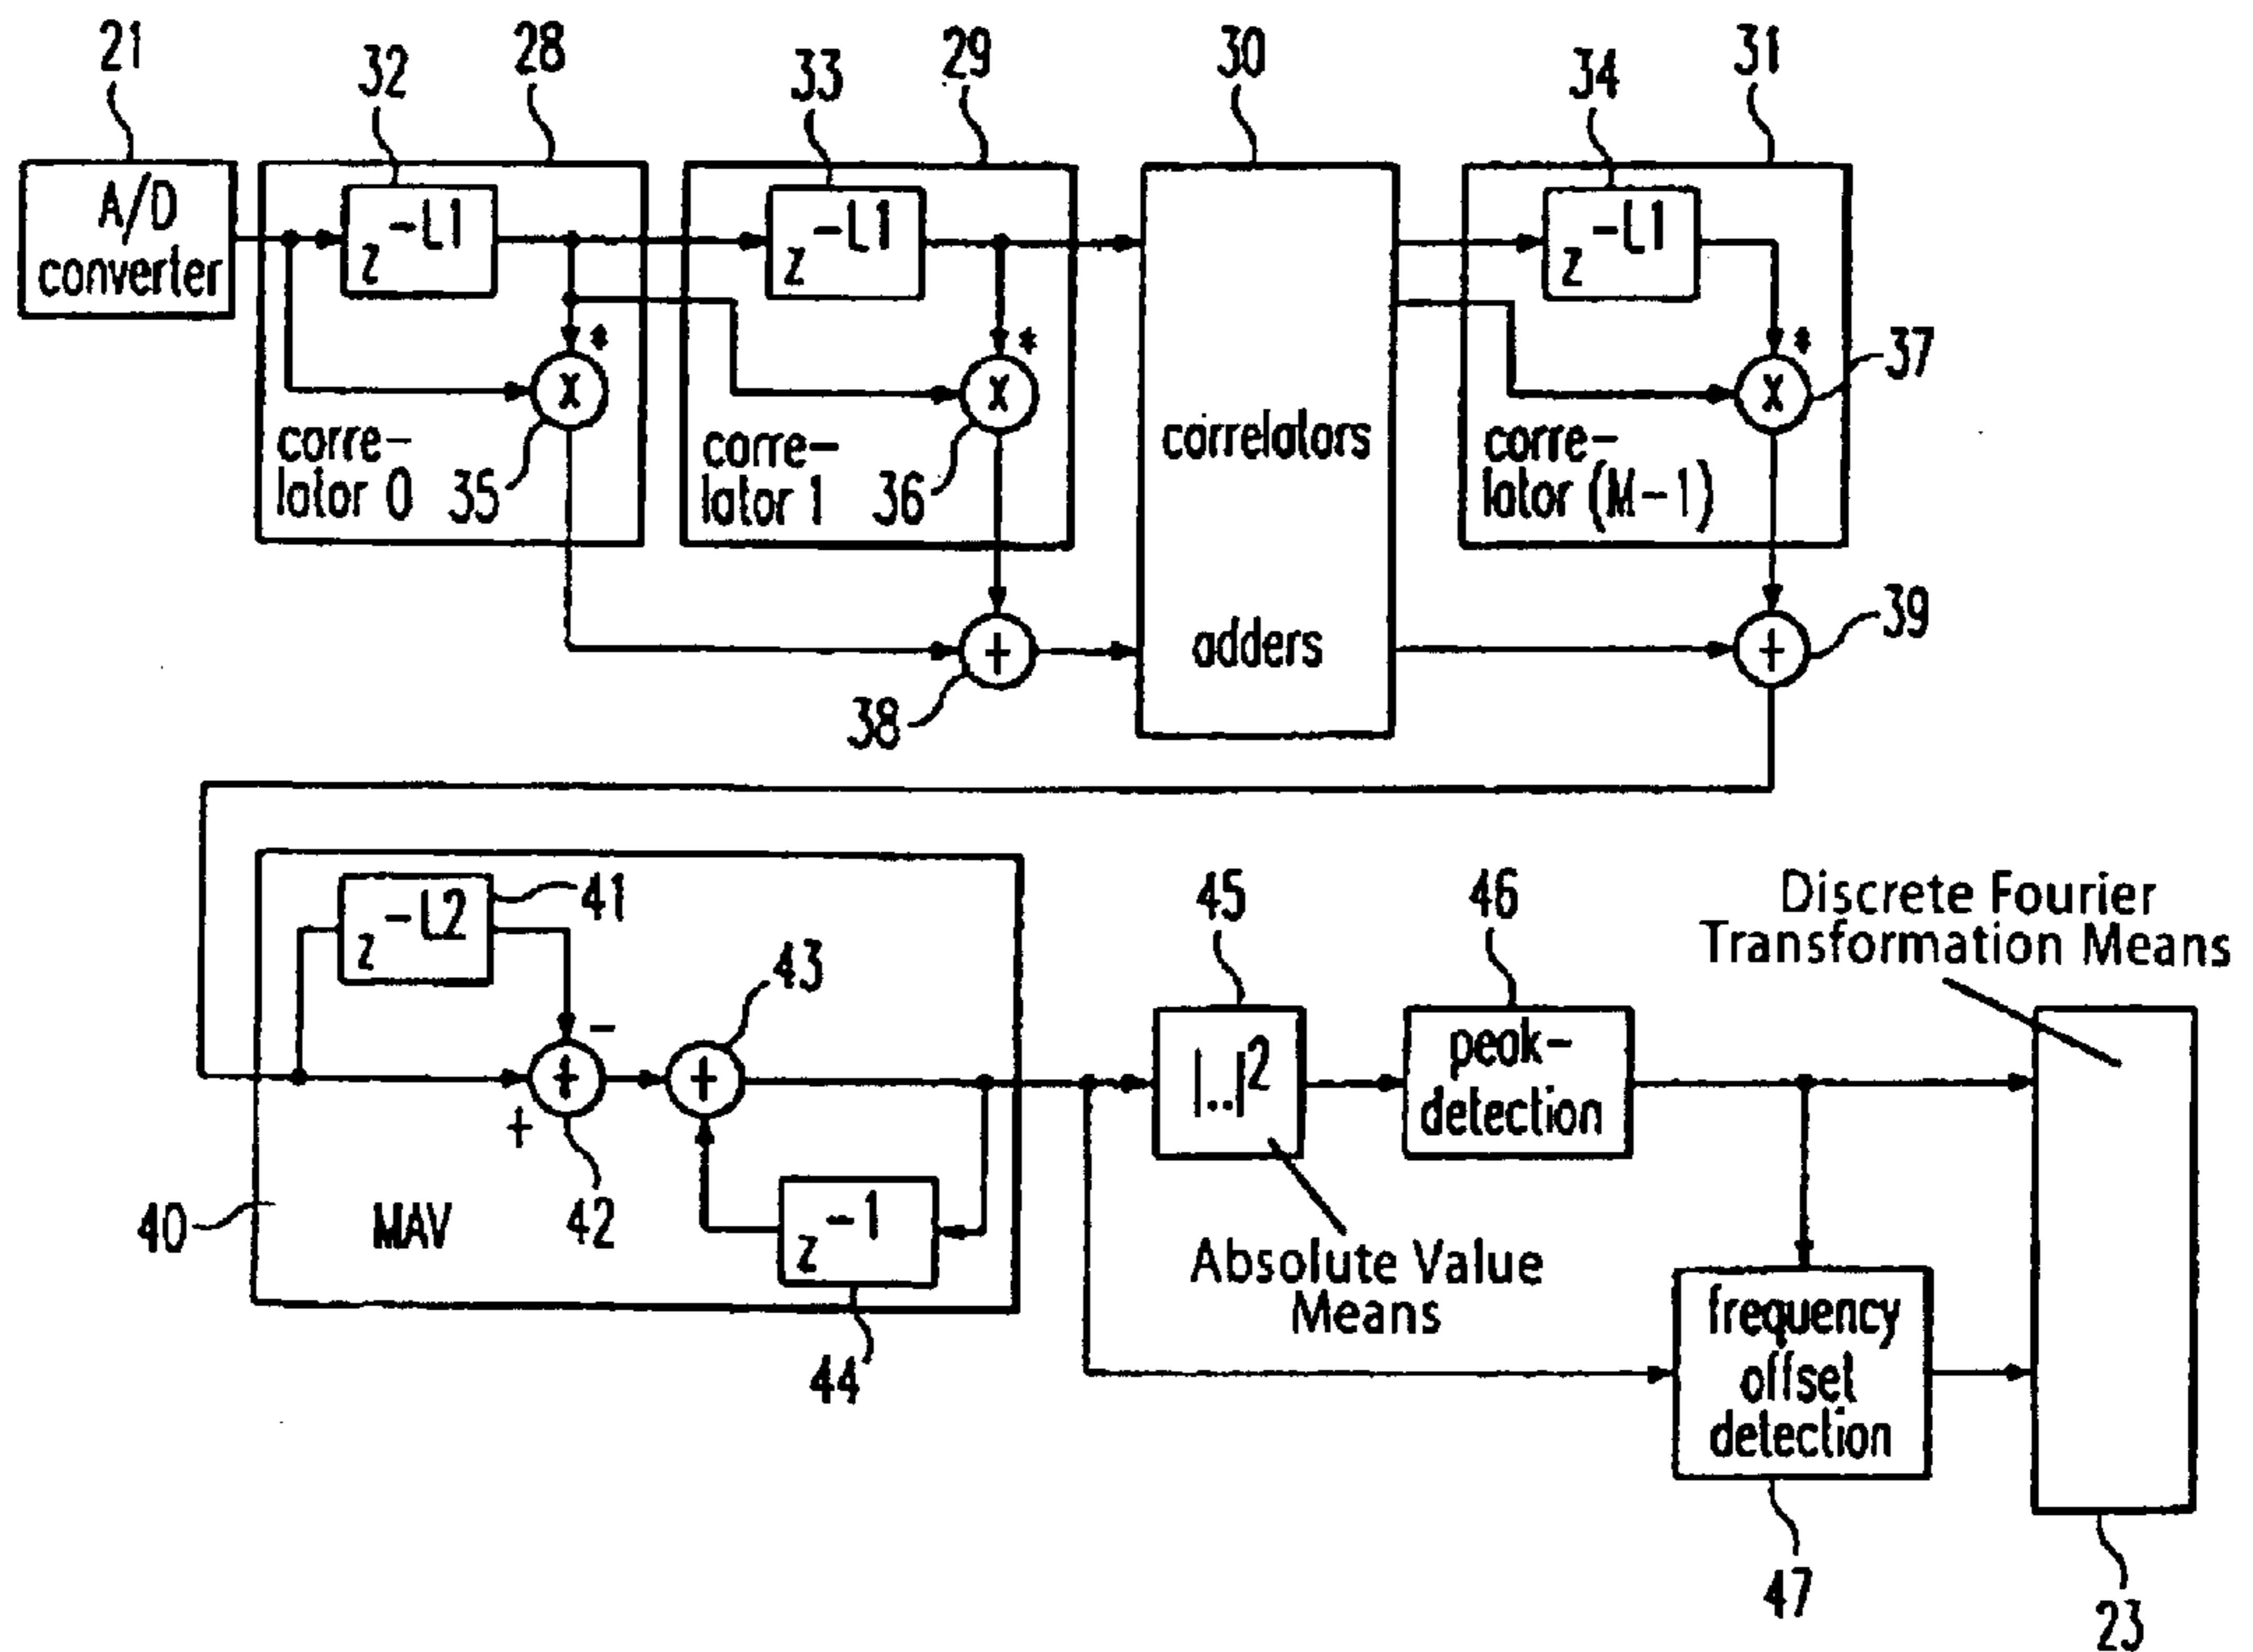 21
32
28
33
29
30
34
31
A/D
converter
z -L1
z -L1
z -L1
*
*
*
X
X
X
37
corre-
lator 0
35
corre-
lator 1
36
correlators
corre-
lator (M-1)
adders
+
+
39
38
z -L2
41
43
45
46
Discrete Fourier
Transformation Means
-
+
+
+
42
|..|2
peak-
detection
40
MAV
z -1
44
Absolute Value
Means
frequency
offset
detection
47
23